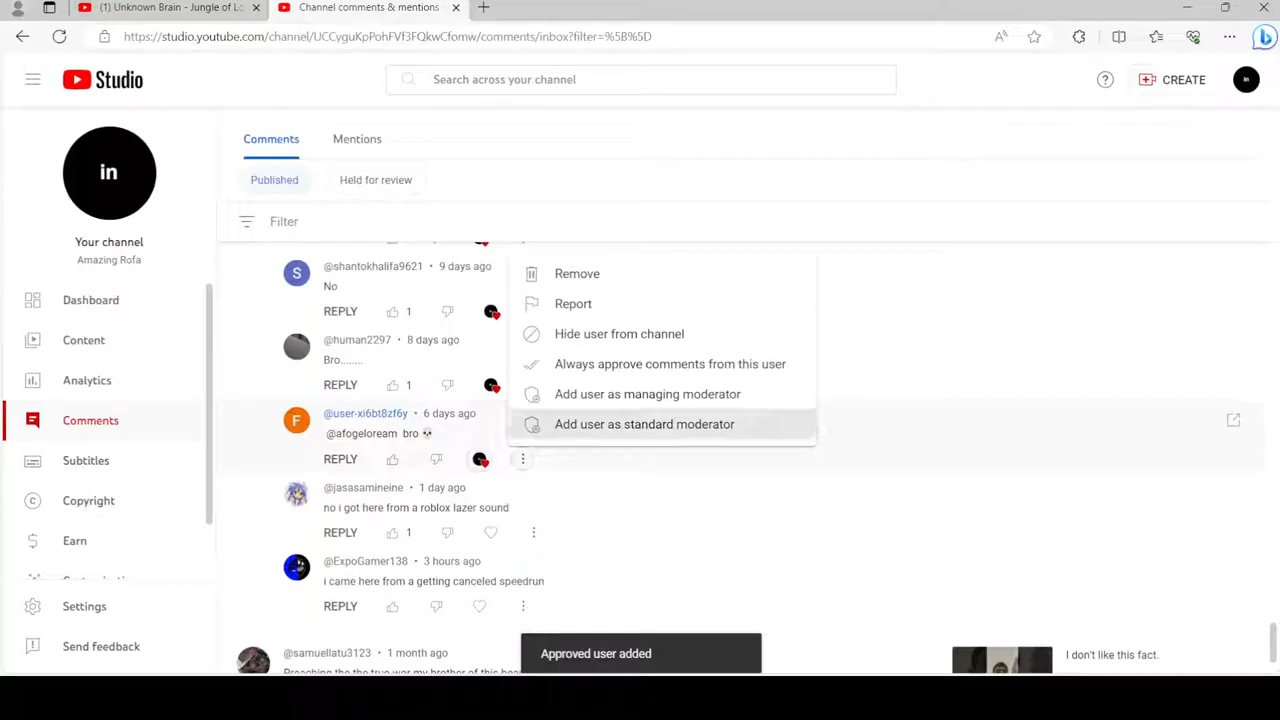 (1) Unknown Brain - Jungle of Lo
Channel comments & mentions
https://studio.youtube.com/channel/UCCyguKpPohFVf3FQkwCfomw/comments/inbox?filter=%5B%5D
Studio
Search across your channel
CREATE
in
in
Your channel
Amazing Rofa
Dashboard
Content
Analytics
Comments
Subtitles
Copyright
Earn
Settings
Send feedback
Comments Mentions
Published Held for review
Filter
@shantokhalifa9621 • 9 days ago
No
REPLY 1
@human2297 • 8 days ago
Bro........
REPLY 1
@user-xi6bt8zf6y • 6 days ago
@afogeloream bro 💀
REPLY
@jasasamineine • 1 day ago
no i got here from a roblox lazer sound
REPLY 1
@ExpoGamer138 • 3 hours ago
i came here from a getting canceled speedrun
REPLY
@samuellatu3123 • 1 month ago
Remove
Report
Hide user from channel
Always approve comments from this user
Add user as managing moderator
Add user as standard moderator
Approved user added
I don't like this fact.